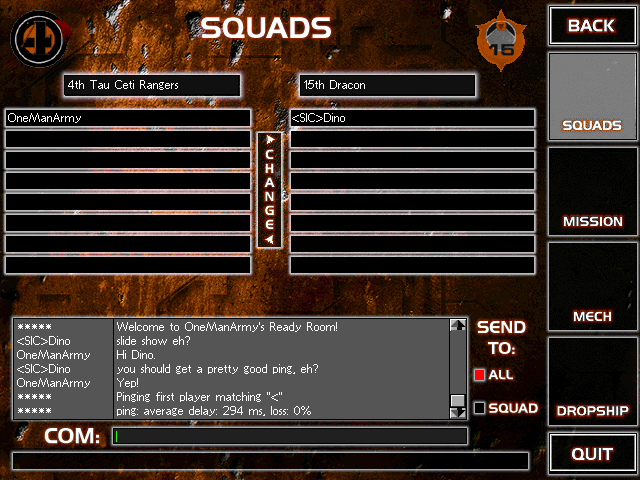 SQUADS
BACK
4
15
4th Tau Ceti Rangers
15th Dracon
OneManArmy
<SIC>Dino
CHANGE
SQUADS
MISSION
MECH
DROPSHIP
QUIT
***** Welcome to OneManArmy's Ready Room!
<SIC>Dino slide show eh?
OneManArmy Hi Dino.
<SIC>Dino you should get a pretty good ping, eh?
OneManArmy Yep!
***** Pinging first player matching "<"
***** ping: average delay: 294 ms, loss: 0%
SEND
TO:
ALL
SQUAD
COM: